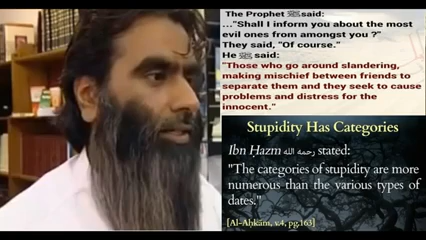 The Prophet ﷺ said:
..."Shall I inform you about the most
evil ones from amongst you ?"
They said, "Of course."
He ﷺ said:
"Those who go around slandering,
making mischief between friends to
separate them and they seek to cause
problems and distress for the
innocent."
Stupidity Has Categories
Ibn Ḥazm رحمه الله stated:
"The categories of stupidity are more
numerous than the various types of
dates."
[Al-Aḥkām, v.4, pg.163]